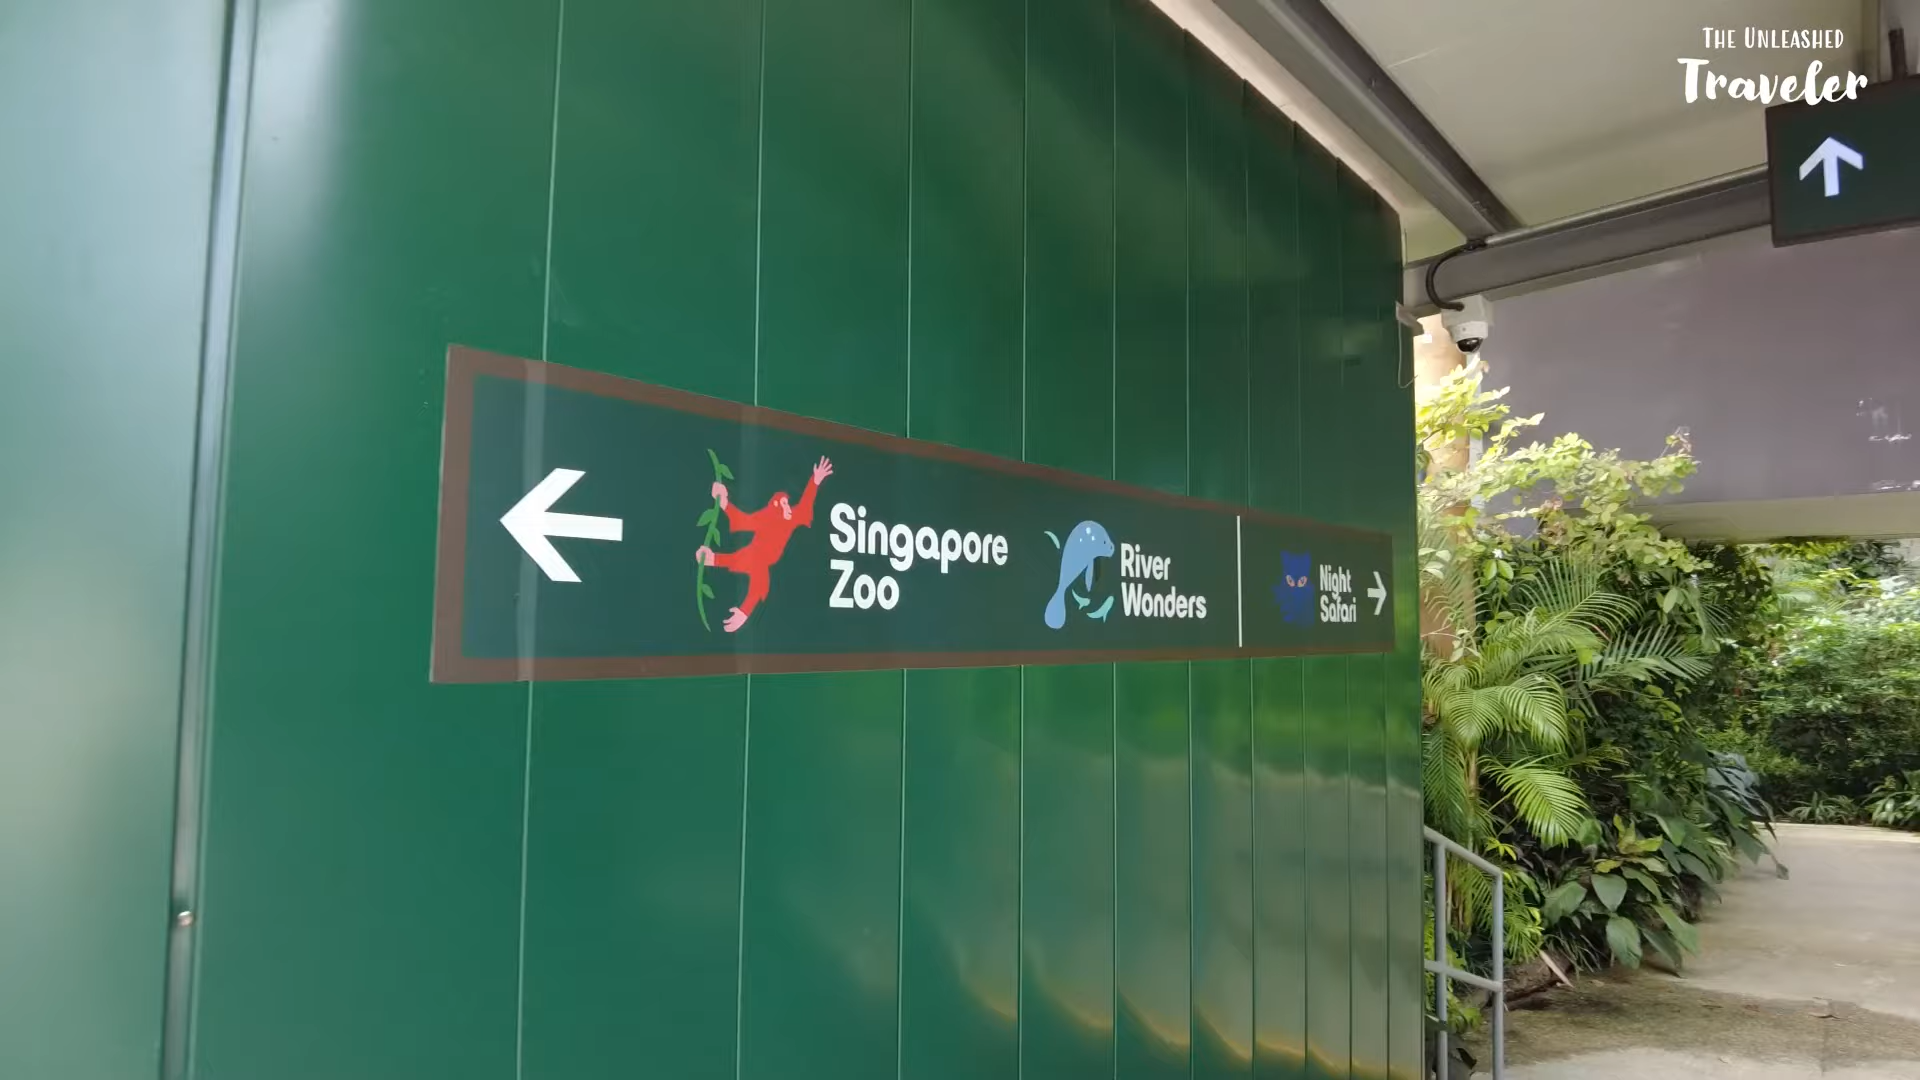 The Unleashed
Traveler
Singapore
Zoo
River
Wonders
Night
Safari